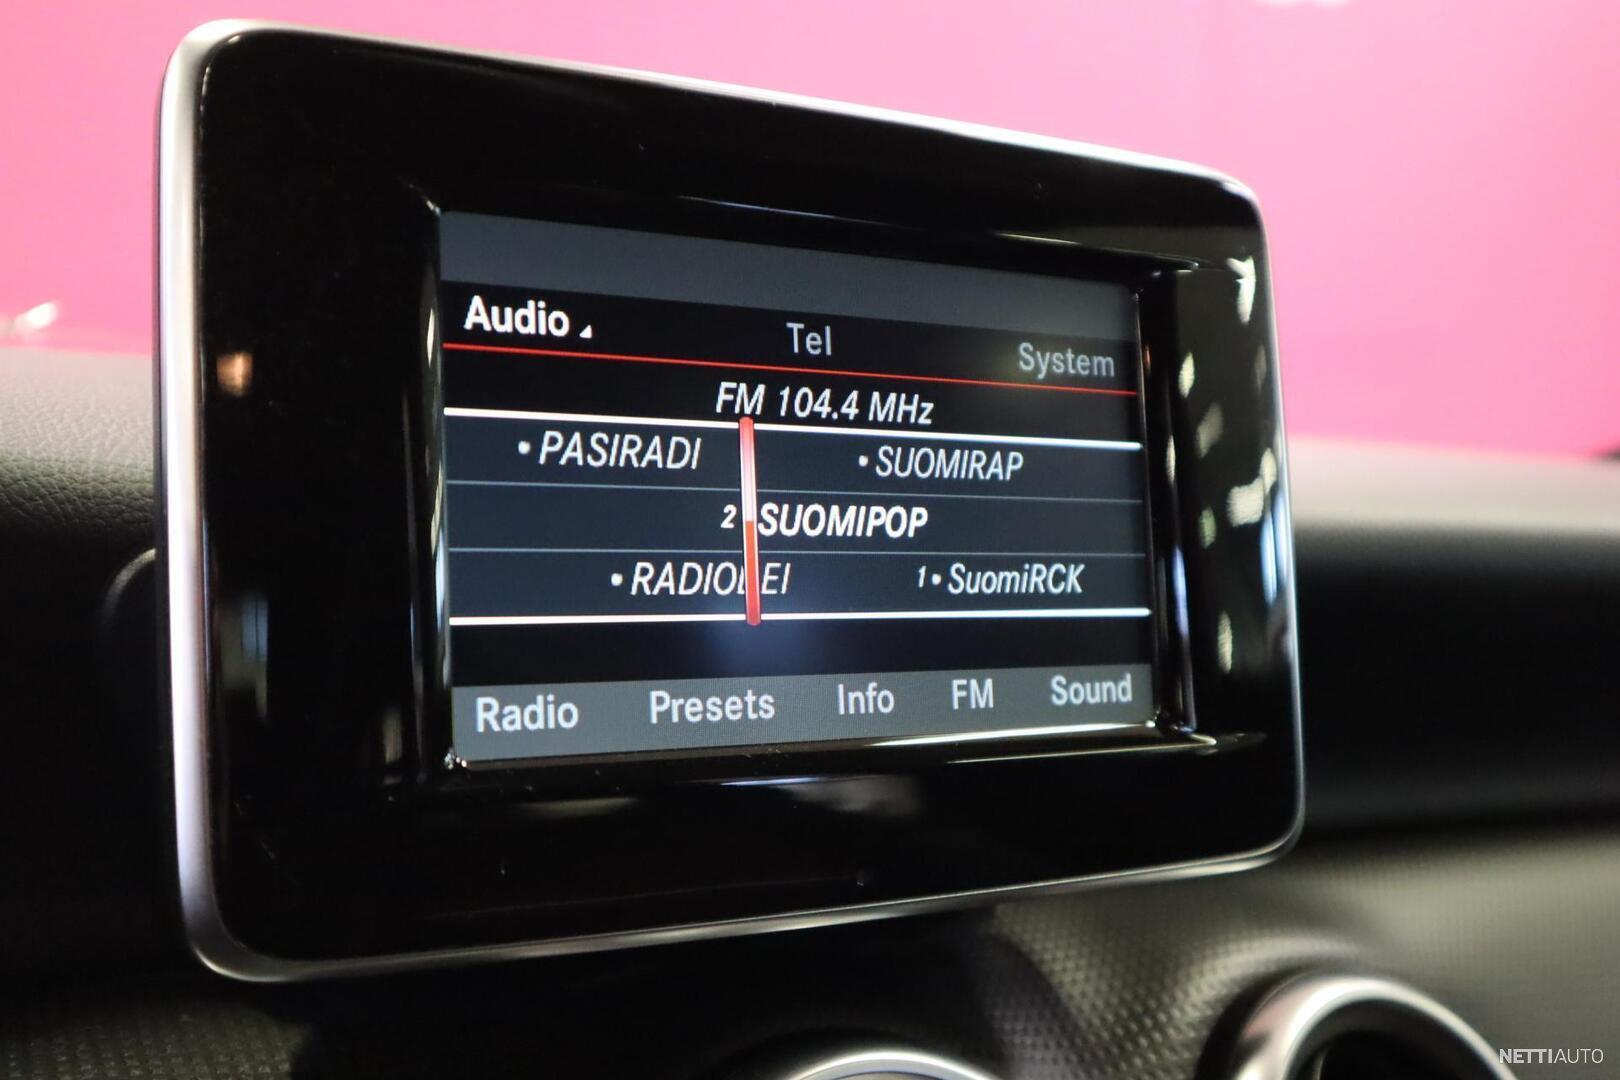 Audio Tel System
FM 104.4 MHz
• PASIRADI • SUOMIRAP
2 SUOMIPOP
• RADIO EI 1 • SuomiRCK
Radio Presets Info FM Sound
NETTIAUTO